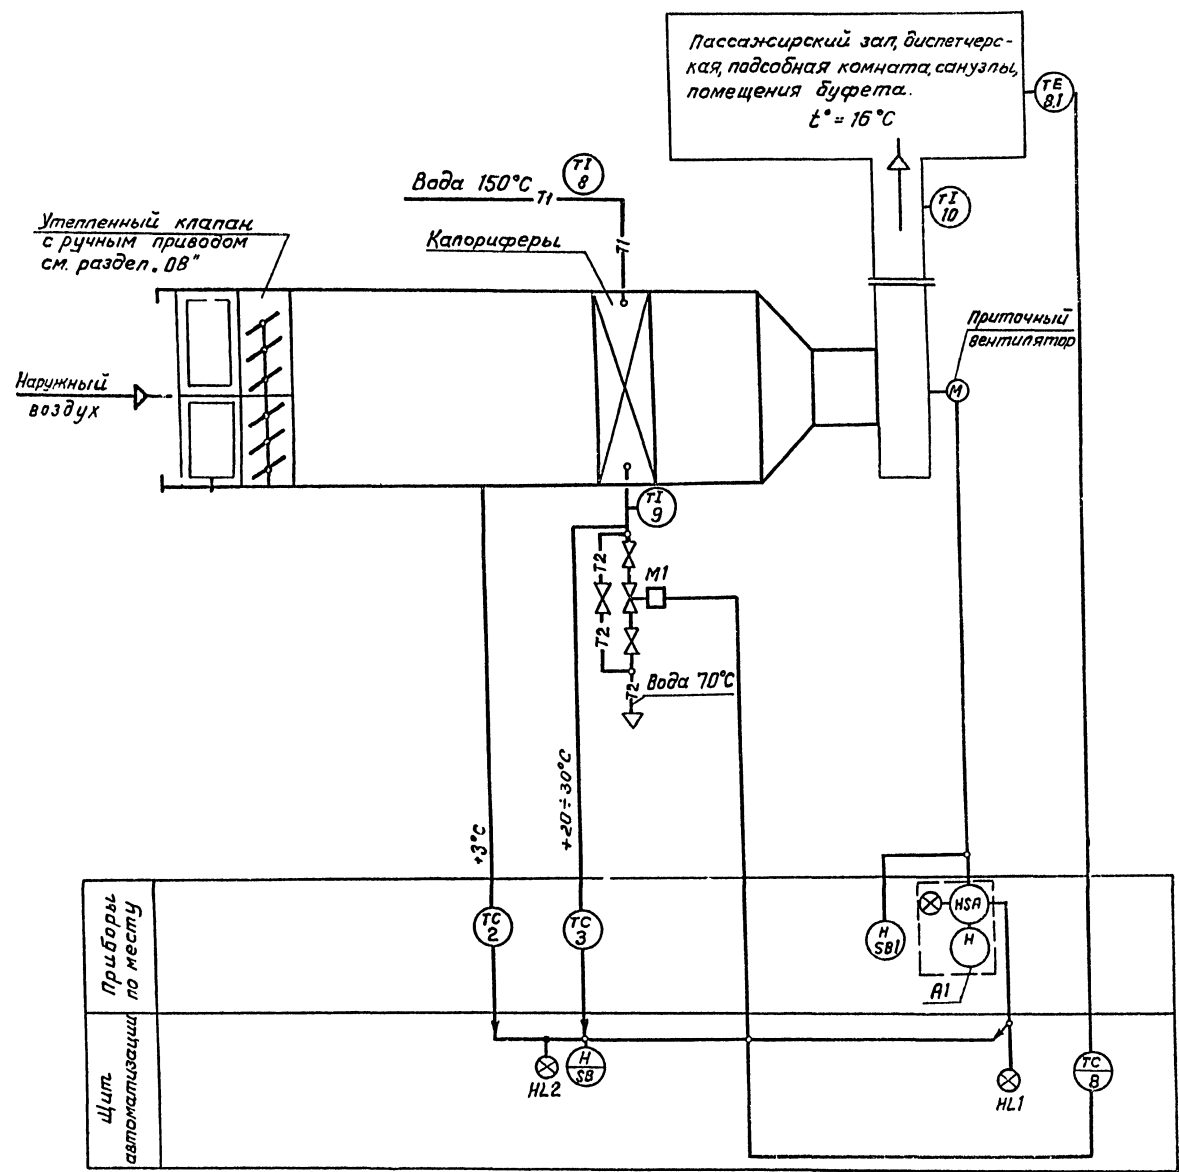 Пассажирский зал, диспетчерс-
кая, подсобная комната, санузлы,
помещения буфета.
t° = 16°C
TE
8.1
Вода 150°C
T1
TI
8
T1
TI
10
Утепленный клапан
с ручным приводом
см. раздел „ОВ"
Калориферы
Приточный
вентилятор
Наружный
воздух
M
TI
9
T2
T2
M1
T2
Вода 70°C
+3°C
+20÷30°C
Приборы
по месту
TC
2
TC
3
H
SB1
HSA
H
A1
Щит
автоматизации
HL2
H
SB
HL1
TC
8